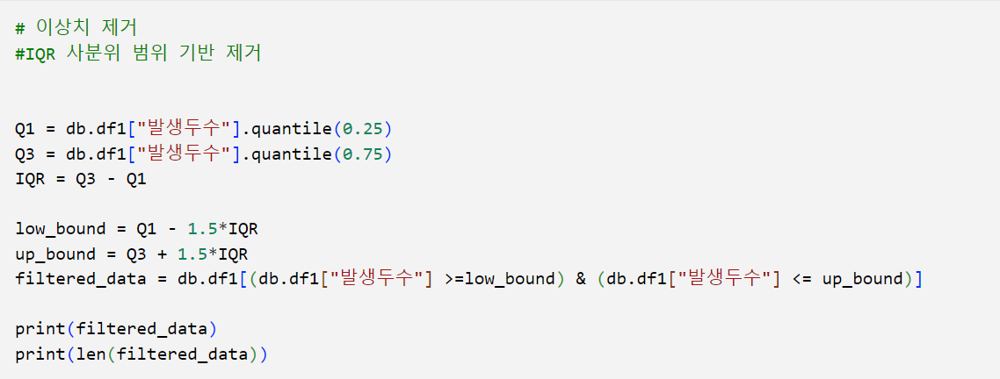 # 이상치 제거
#IQR 사분위 범위 기반 제거
Q1 = db.df1["발생두수"].quantile(0.25)
Q3 = db.df1["발생두수"].quantile(0.75)
IQR = Q3 - Q1
low_bound = Q1 - 1.5*IQR
up_bound = Q3 + 1.5*IQR
filtered_data = db.df1[(db.df1["발생두수"] >=low_bound) & (db.df1["발생두수"] <= up_bound)]
print(filtered_data)
print(len(filtered_data))